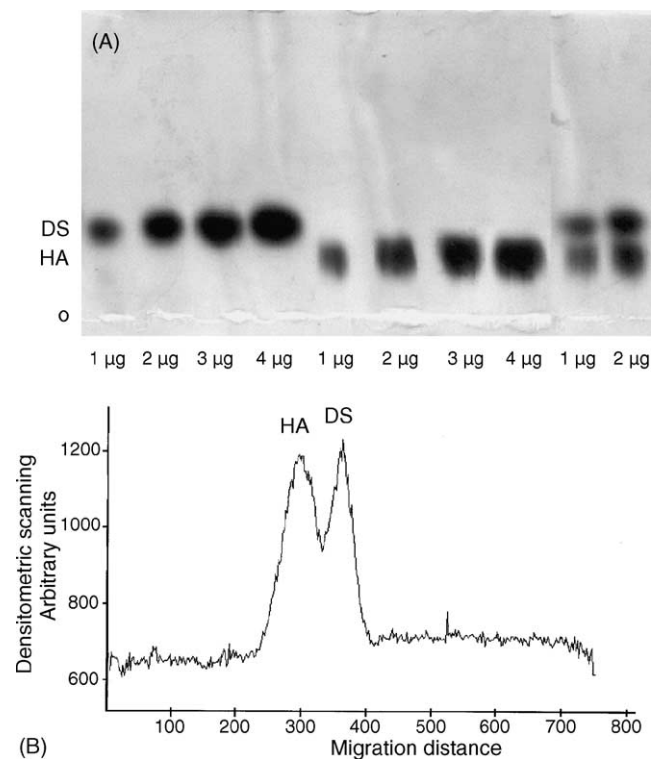 (A)
DS
HA
o
1 µg 2 µg 3 µg 4 µg 1 µg 2 µg 3 µg 4 µg 1 µg 2 µg
HA DS
1200
1000
800
600
Densitometric scanning
Arbitrary units
100 200 300 400 500 600 700 800
Migration distance
(B)